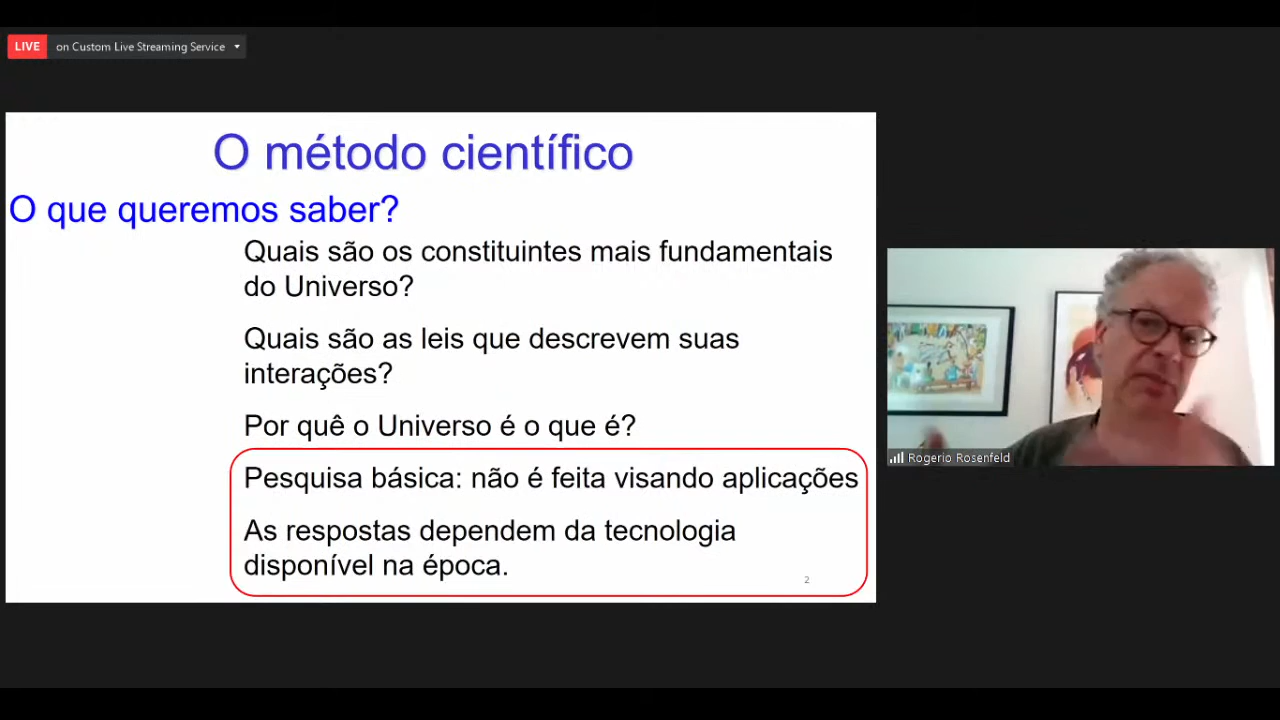 LIVE on Custom Live Streaming Service
O método científico
O que queremos saber?
Quais são os constituintes mais fundamentais
do Universo?
Quais são as leis que descrevem suas
interações?
Por quê o Universo é o que é?
Pesquisa básica: não é feita visando aplicações
As respostas dependem da tecnologia
disponível na época.
2
Rogerio Rosenfeld